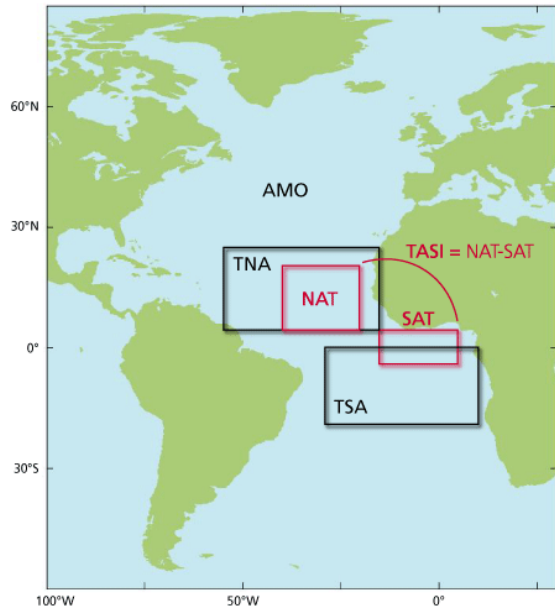 60°N
AMO
30°N
TNA
TASI = NAT-SAT
NAT
SAT
0°
TSA
30°S
100°W
50°W
0°